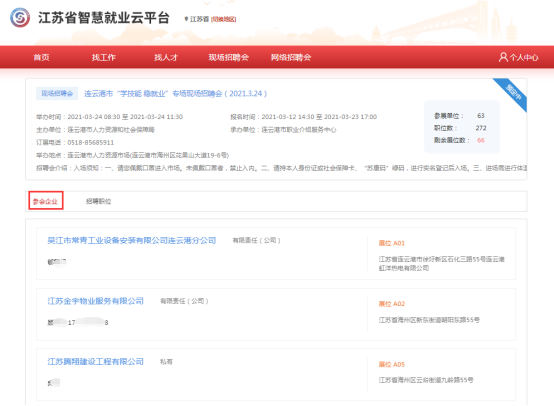 江苏省智慧就业云平台 江苏省 [切换地区]
首页 找工作 找人才 现场招聘会 网络招聘会 个人中心
现场招聘会 连云港市“学技能 稳就业”专场现场招聘会（2021.3.24）
预定中
举办时间：2021-03-24 08:30 至 2021-03-24 11:30 报名时间：2021-03-12 14:30 至 2021-03-23 17:00
参展单位： 63
主办单位：连云港市人力资源和社会保障局 承办单位：连云港市职业介绍服务中心
职位数： 272
订展电话：0518-85685911
剩余展位数： 66
举办地点：连云港市人力资源市场(连云港市海州区花果山大道19-6号)
招聘会介绍：入场须知：一、请您佩戴口罩进入市场。未佩戴口罩者，禁止入内。二、请持本人身份证或社会保障卡、“苏康码”绿码，进行实名登记后入场。三、进场需进行体温
参会企业 招聘职位
吴江市常青工业设备安装有限公司连云港分公司 有限责任（公司）
展位 A01
江苏省连云港市徐圩新区石化三路55号连云港
虹洋热电有限公司
江苏金宇物业服务有限公司 有限责任（公司）
17 8
展位 A02
江苏省海州区新东街道朝阳东路55号
江苏腾翔建设工程有限公司 私有
展位 A05
江苏省海州区云台街道九岭路55号